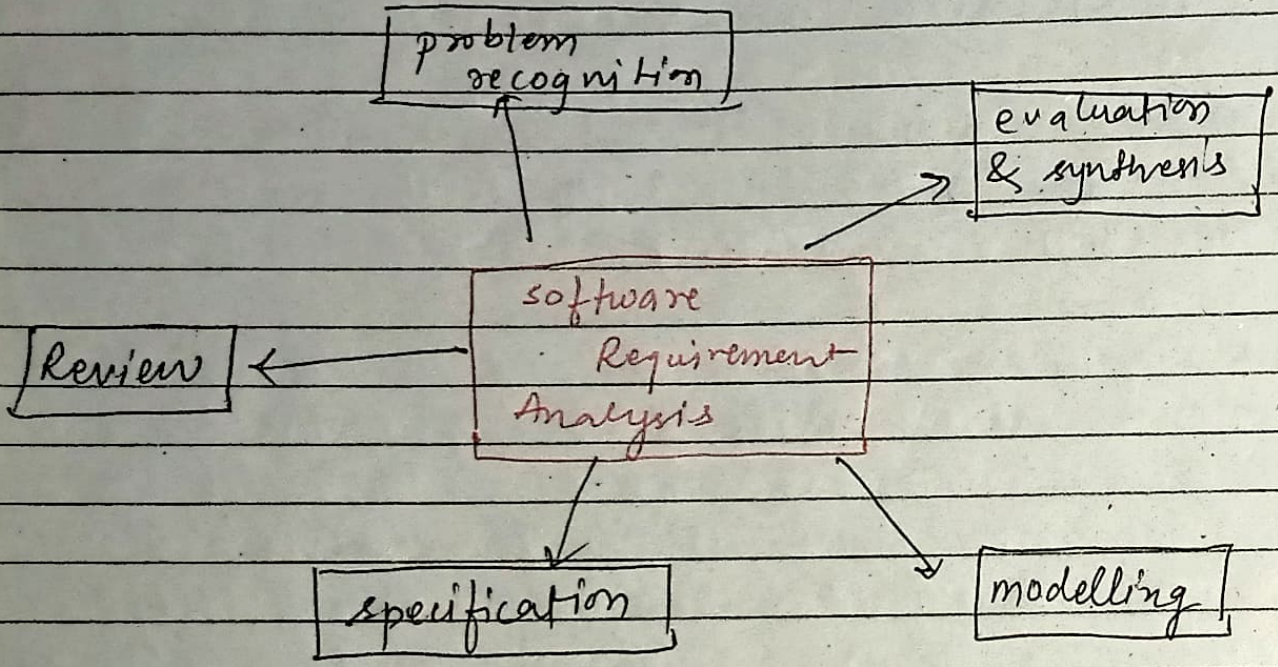 problem
recognition
evaluation
& synthesis
software
Requirement
Analysis
Review
specification
modelling